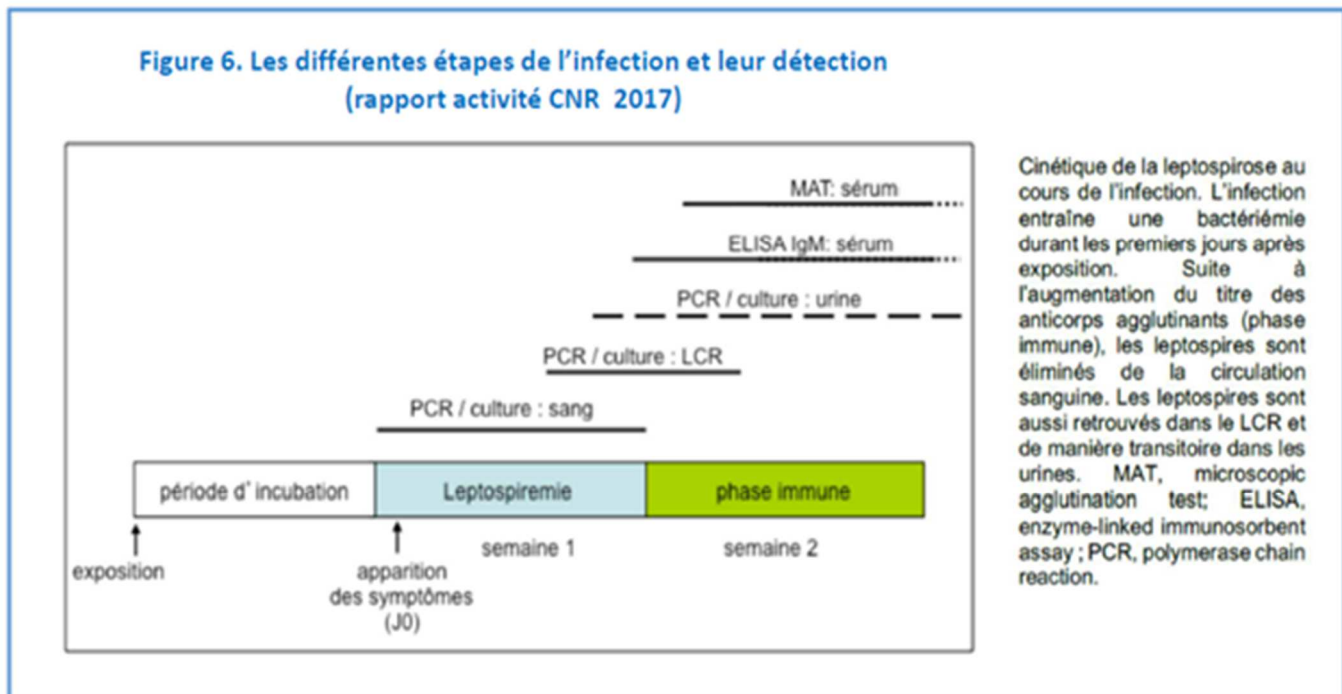 Figure 6. Les différentes étapes de l'infection et leur détection
(rapport activité CNR 2017)
MAT: sérum
ELISA IgM: sérum
PCR / culture : urine
PCR / culture : LCR
PCR / culture : sang
période d' incubation
Leptospiremie
phase immune
exposition
apparition
des symptômes
(J0)
semaine 1
semaine 2
Cinétique de la leptospirose au
cours de l'infection. L'infection
entraîne une bactériémie
durant les premiers jours après
exposition. Suite à
l'augmentation du titre des
anticorps agglutinants (phase
immune), les leptospires sont
éliminés de la circulation
sanguine. Les leptospires sont
aussi retrouvés dans le LCR et
de manière transitoire dans les
urines. MAT, microscopic
agglutination test; ELISA,
enzyme-linked immunosorbent
assay ; PCR, polymerase chain
reaction.